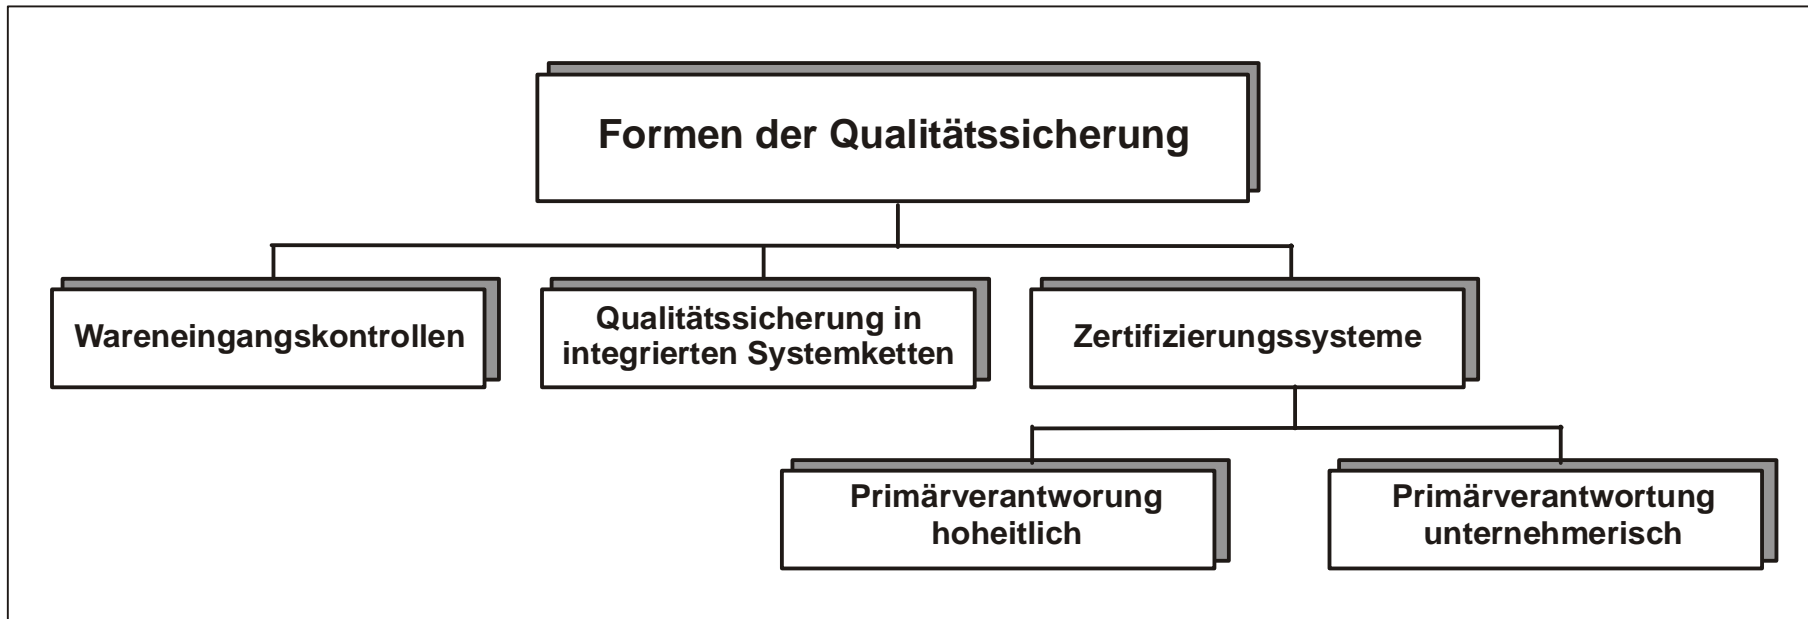 Formen der Qualitätssicherung
Wareneingangskontrollen
Qualitätssicherung in
integrierten Systemketten
Zertifizierungssysteme
Primärverantworung
hoheitlich
Primärverantwortung
unternehmerisch